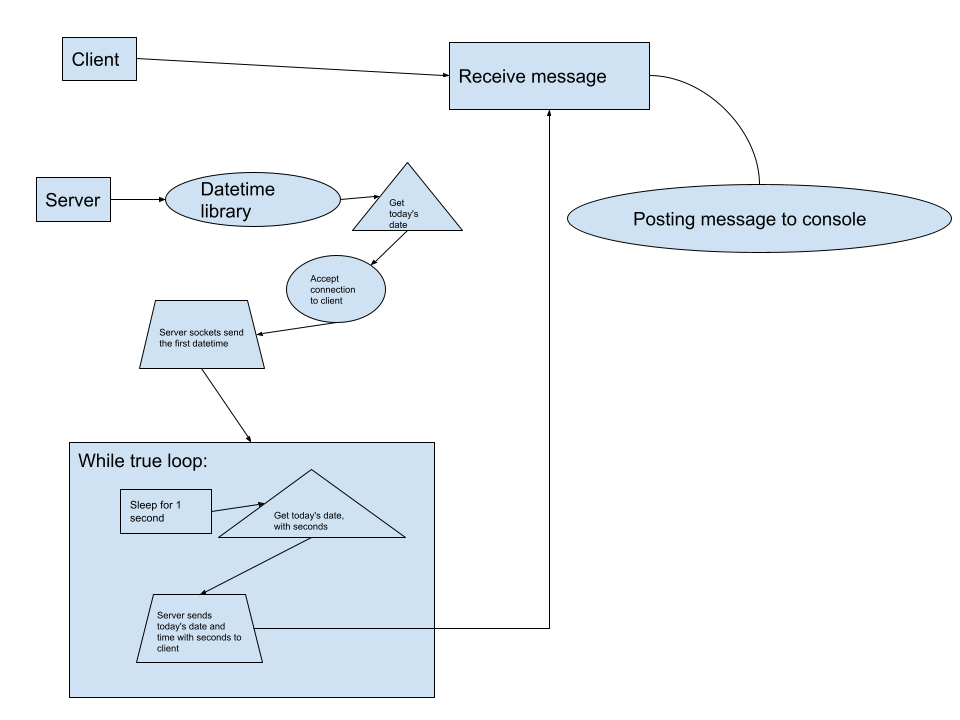 Client
Receive message
Server
Datetime
library
Get
today's
date
Posting message to console
Accept
connection
to client
Server sockets send
the first datetime
While true loop:
Sleep for 1
second
Get today's date,
with seconds
Server sends
today's date and
time with seconds to
client